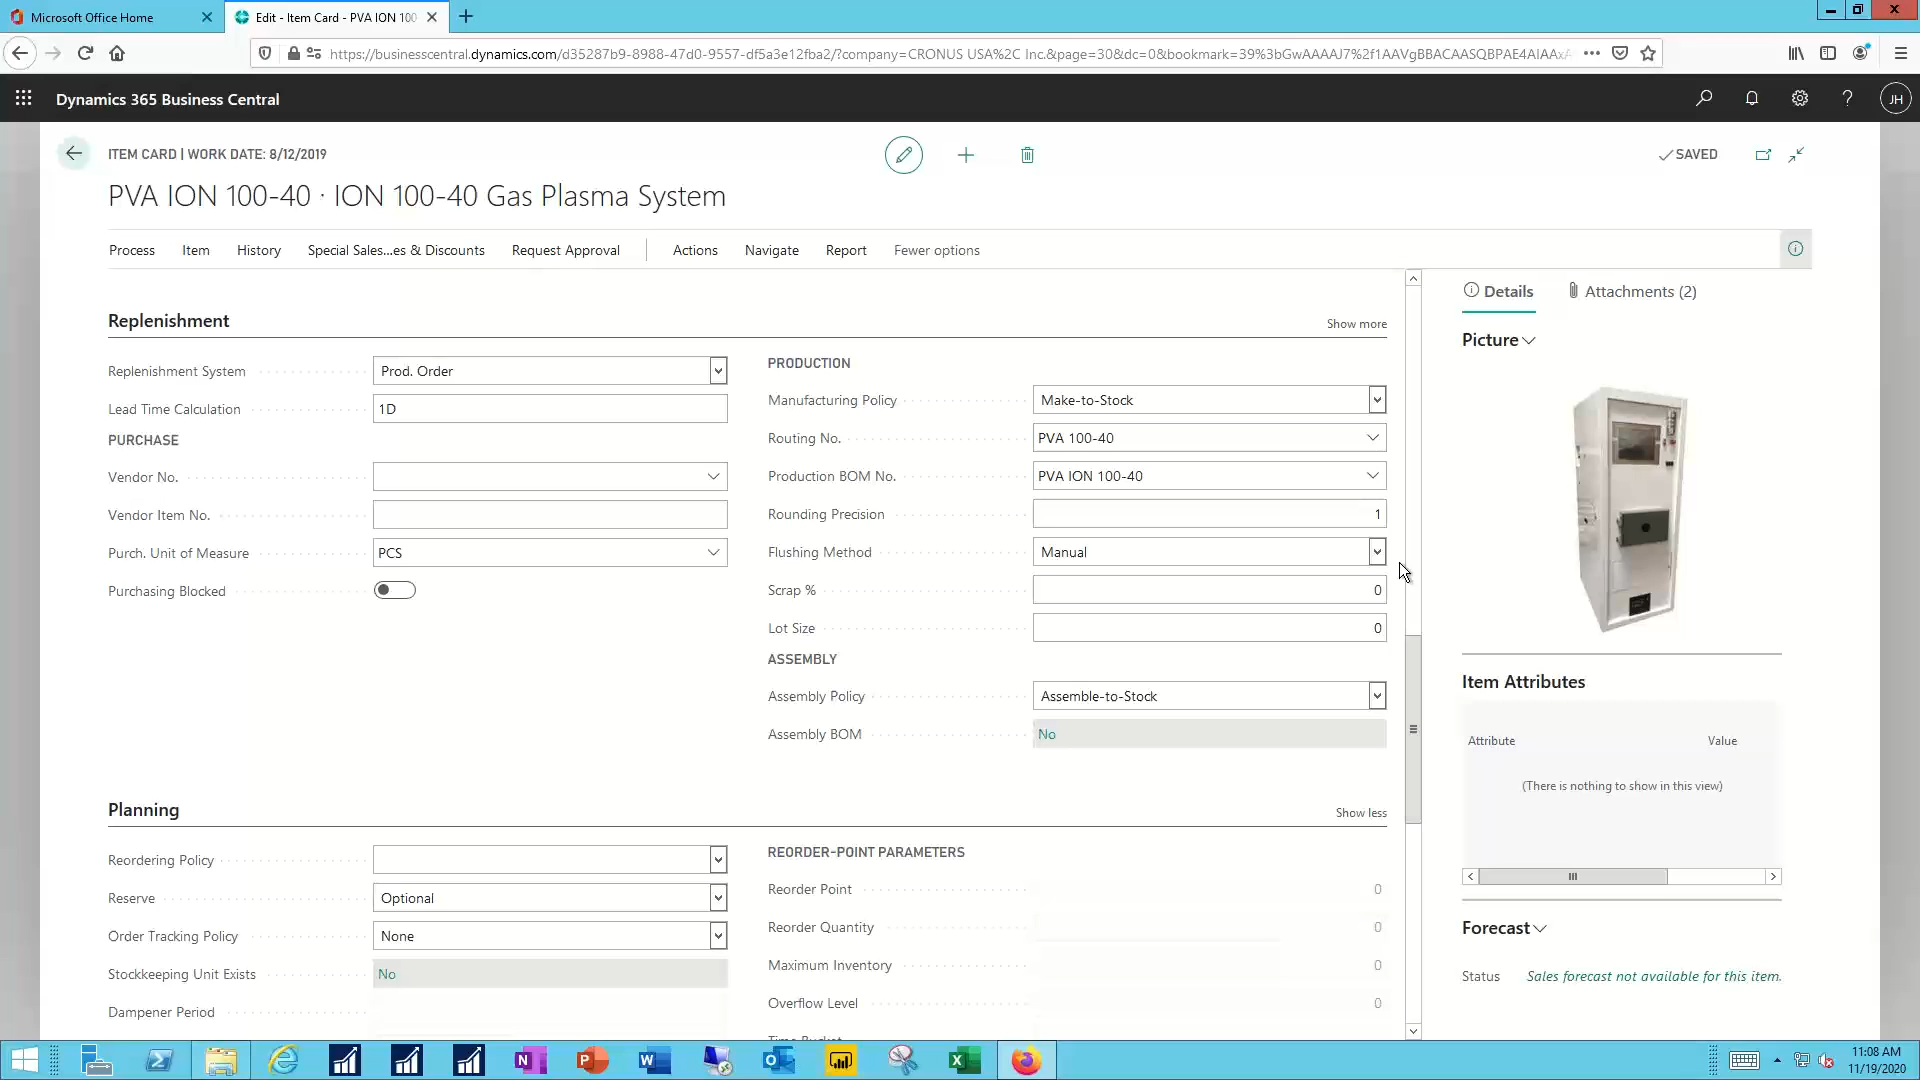 Microsoft Office Home
Edit - Item Card - PVA ION 100
https://businesscentral.dynamics.com/d35287b9-8988-47d0-9557-df5a3e12fba2/?company=CRONUS USA%2C Inc.&page=30&dc=0&bookmark=39%3bGwAAAAJ7%2f1AAVgBBACAASQBPAE4AIAAxA
Dynamics 365 Business Central
JH
ITEM CARD | WORK DATE: 8/12/2019
SAVED
PVA ION 100-40 · ION 100-40 Gas Plasma System
Process Item History Special Sales...es & Discounts Request Approval Actions Navigate Report Fewer options
Details Attachments (2)
Replenishment
Show more
Picture
Replenishment System Prod. Order
Lead Time Calculation 1D
PURCHASE
Vendor No.
Vendor Item No.
Purch. Unit of Measure PCS
Purchasing Blocked
PRODUCTION
Manufacturing Policy Make-to-Stock
Routing No. PVA 100-40
Production BOM No. PVA ION 100-40
Rounding Precision 1
Flushing Method Manual
Scrap % 0
Lot Size 0
ASSEMBLY
Assembly Policy Assemble-to-Stock
Assembly BOM No
Planning
Show less
Reordering Policy
Reserve Optional
Order Tracking Policy None
Stockkeeping Unit Exists No
Dampener Period
REORDER-POINT PARAMETERS
Reorder Point 0
Reorder Quantity 0
Maximum Inventory 0
Overflow Level 0
Item Attributes
Attribute Value
(There is nothing to show in this view)
Forecast
Status Sales forecast not available for this item.
11:08 AM
11/19/2020